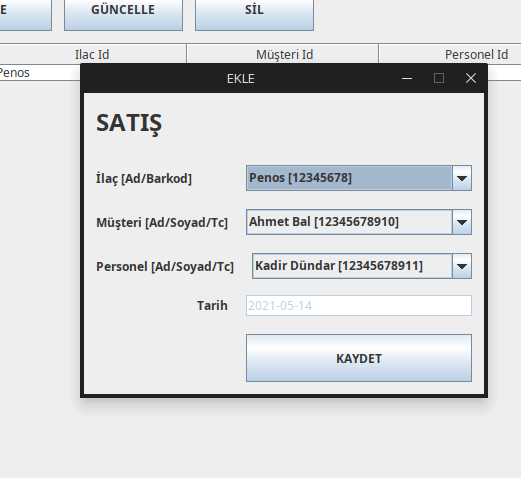 E GÜNCELLE SİL
Ilac Id Müşteri Id Personel Id
Penos
EKLE
SATIŞ
İlaç [Ad/Barkod] Penos [12345678]
Müşteri [Ad/Soyad/Tc] Ahmet Bal [12345678910]
Personel [Ad/Soyad/Tc] Kadir Dündar [12345678911]
Tarih 2021-05-14
KAYDET